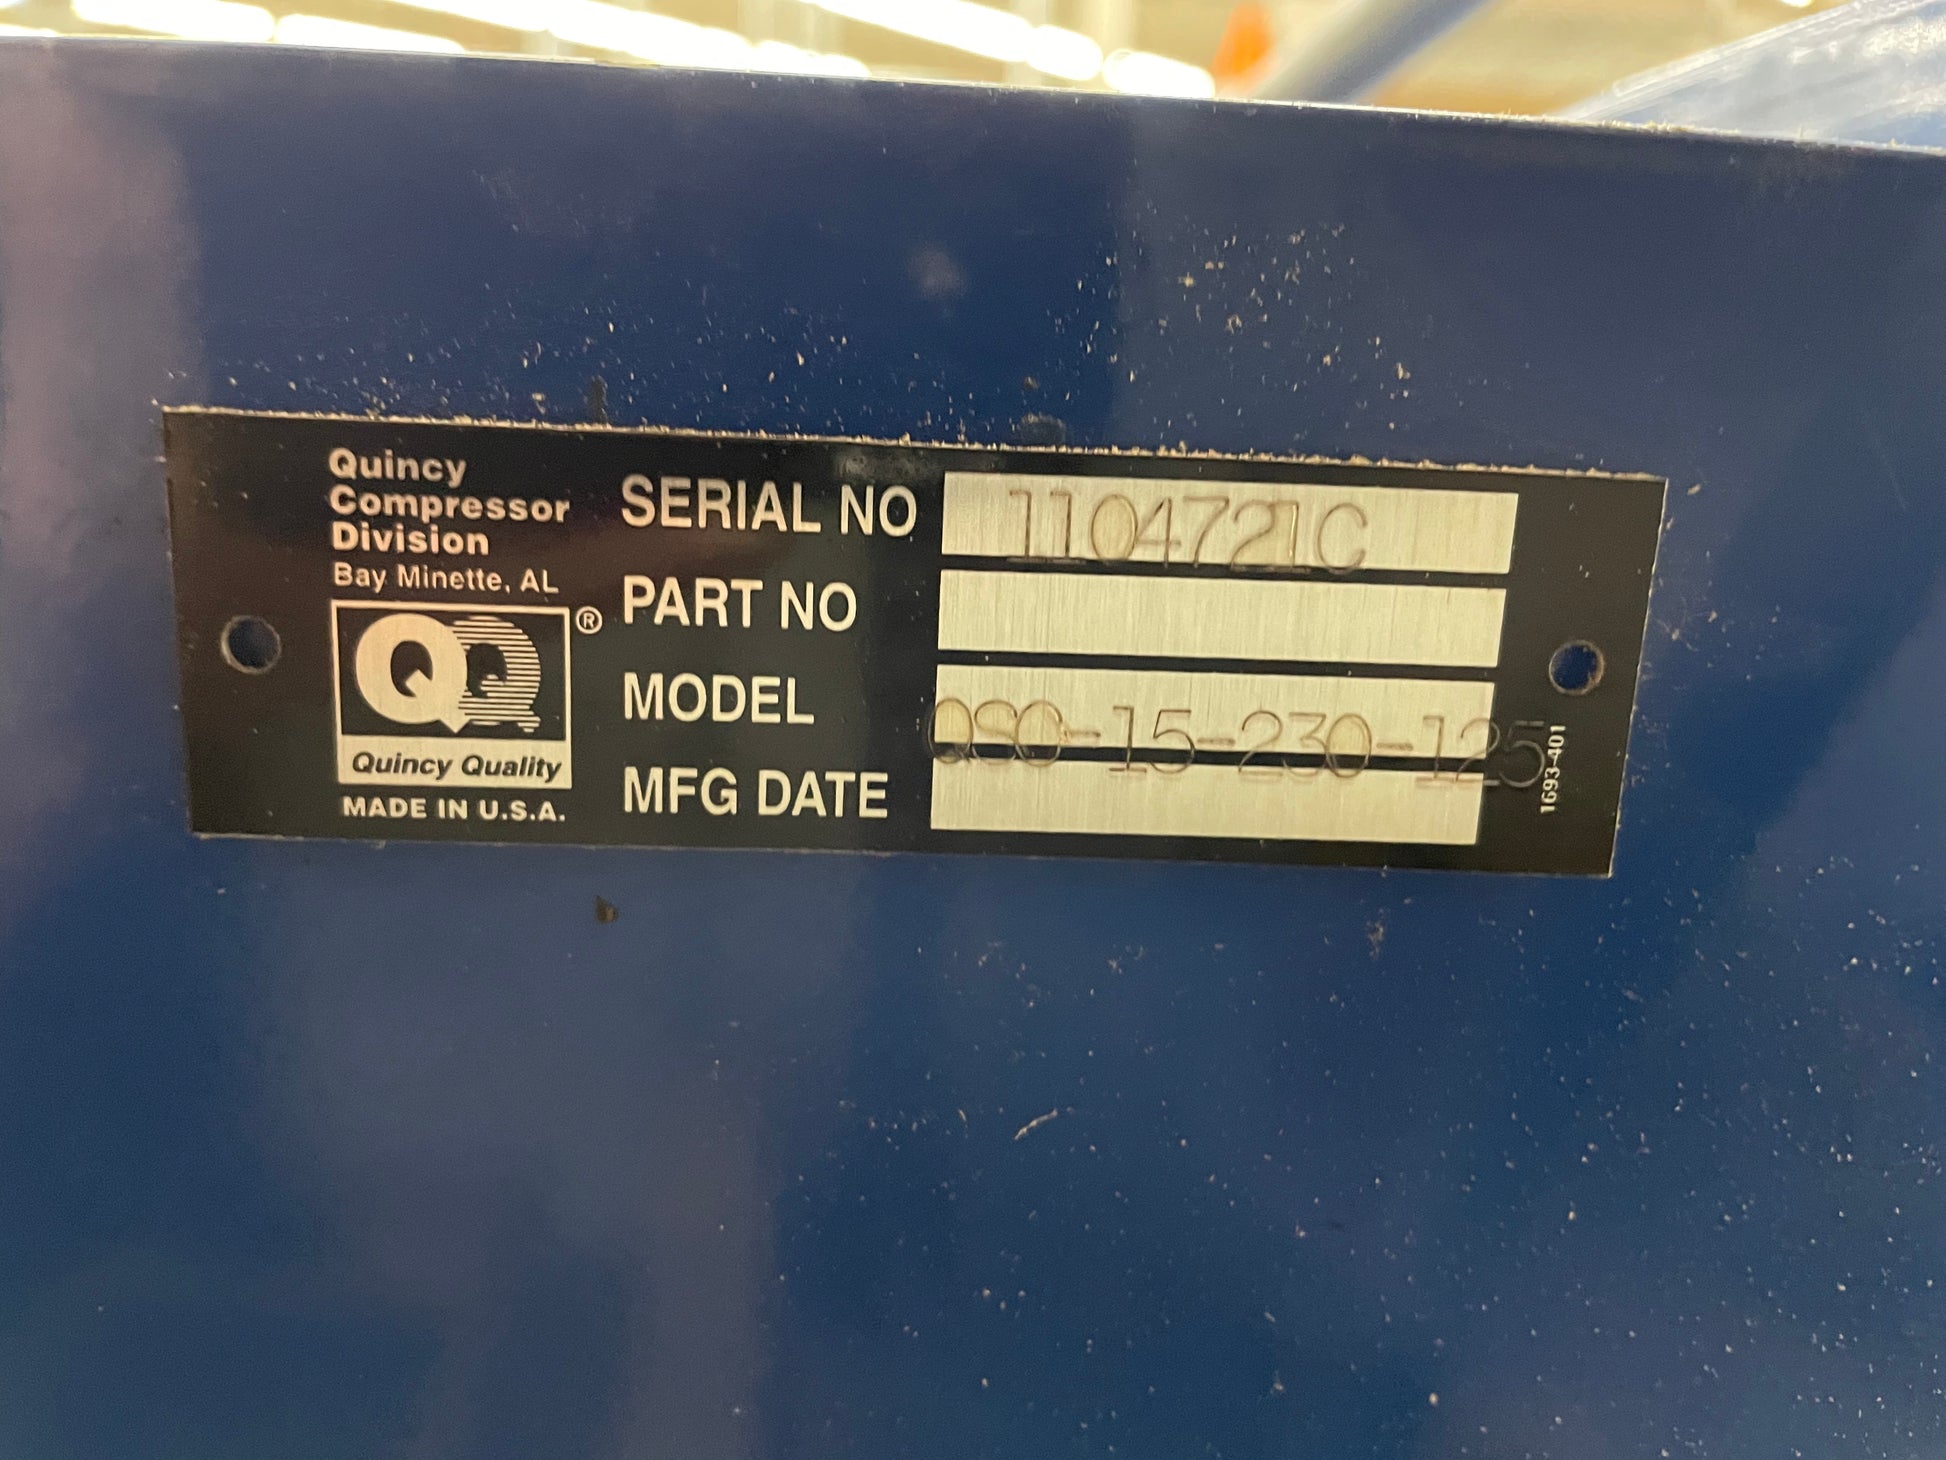 Quincy
Compressor
Division
Bay Minette, AL
QQ ®
Quincy Quality
MADE IN U.S.A.
SERIAL NO 1104721C
PART NO
MODEL QSO-15-230-125
MFG DATE
1693-401